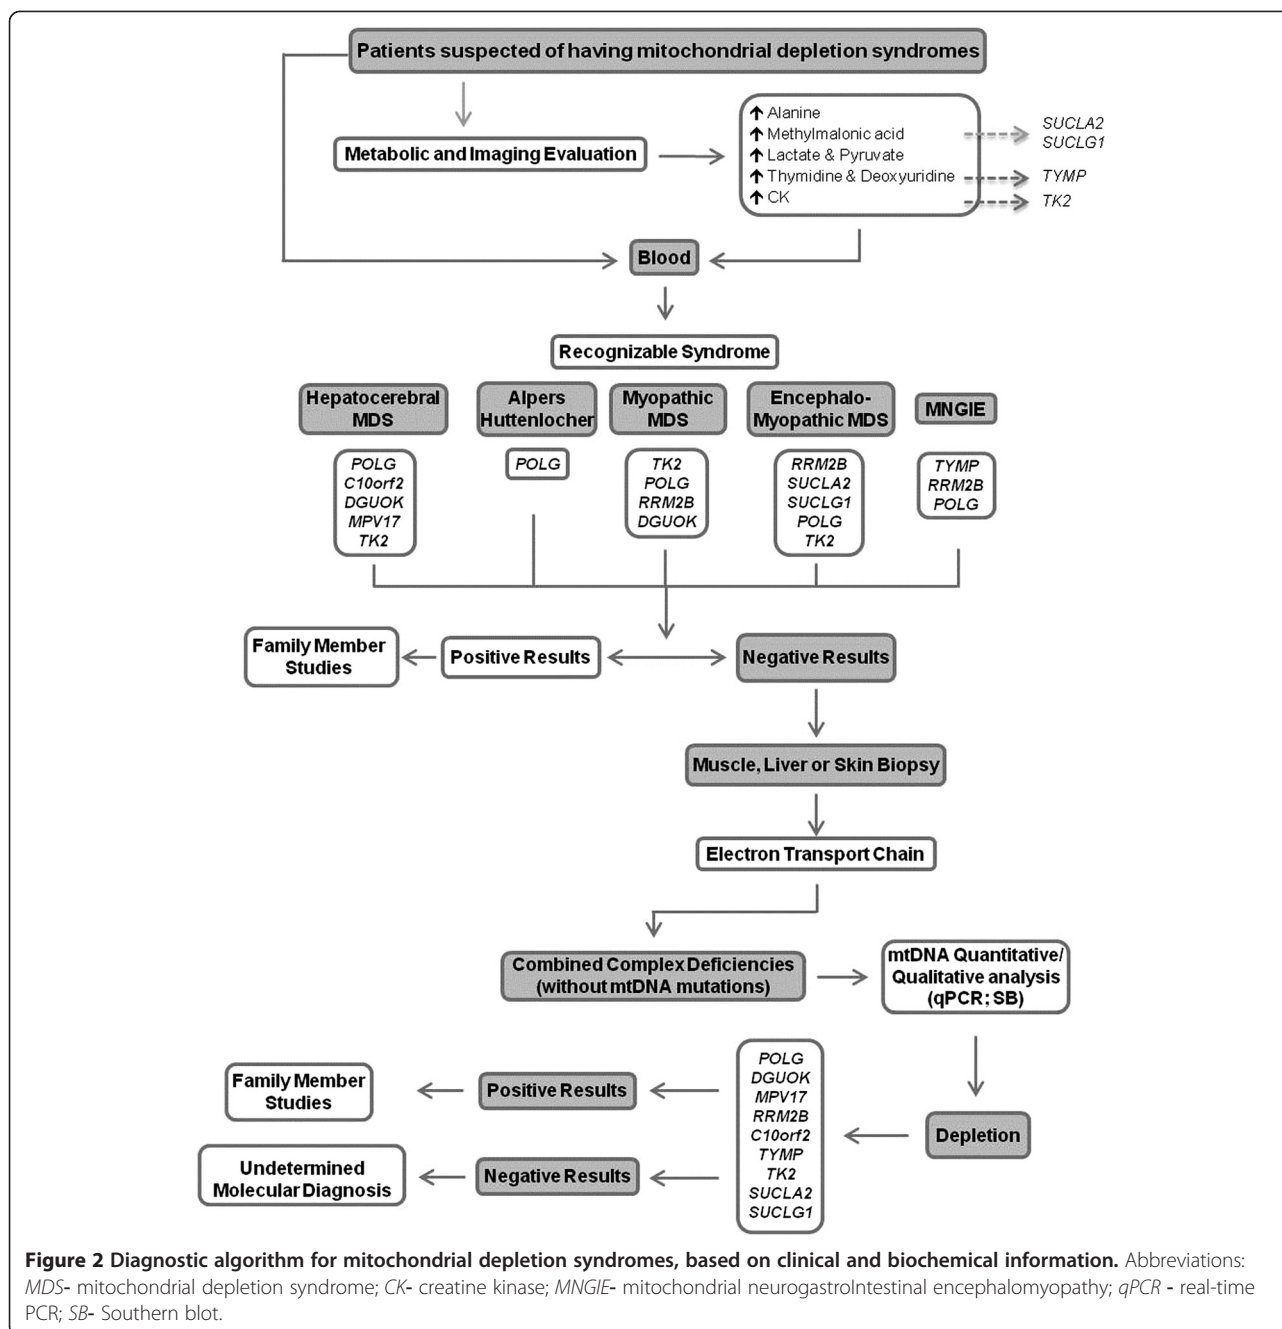 Patients suspected of having mitochondrial depletion syndromes
Metabolic and Imaging Evaluation
↑ Alanine
↑ Methylmalonic acid
↑ Lactate & Pyruvate
↑ Thymidine & Deoxyuridine
↑ CK
SUCLA2
SUCLG1
TYMP
TK2
Blood
Recognizable Syndrome
Hepatocerebral
MDS
POLG
C10orf2
DGUOK
MPV17
TK2
Alpers
Huttenlocher
POLG
Myopathic
MDS
TK2
POLG
RRM2B
DGUOK
Encephalo-
Myopathic MDS
RRM2B
SUCLA2
SUCLG1
POLG
TK2
MNGIE
TYMP
RRM2B
POLG
Family Member
Studies
Positive Results
Negative Results
Muscle, Liver or Skin Biopsy
Electron Transport Chain
Combined Complex Deficiencies
(without mtDNA mutations)
mtDNA Quantitative/
Qualitative analysis
(qPCR; SB)
Depletion
POLG
DGUOK
MPV17
RRM2B
C10orf2
TYMP
TK2
SUCLA2
SUCLG1
Positive Results
Family Member
Studies
Negative Results
Undetermined
Molecular Diagnosis
Figure 2 Diagnostic algorithm for mitochondrial depletion syndromes, based on clinical and biochemical information. Abbreviations:
MDS- mitochondrial depletion syndrome; CK- creatine kinase; MNGIE- mitochondrial neurogastroIntestinal encephalomyopathy; qPCR - real-time
PCR; SB- Southern blot.